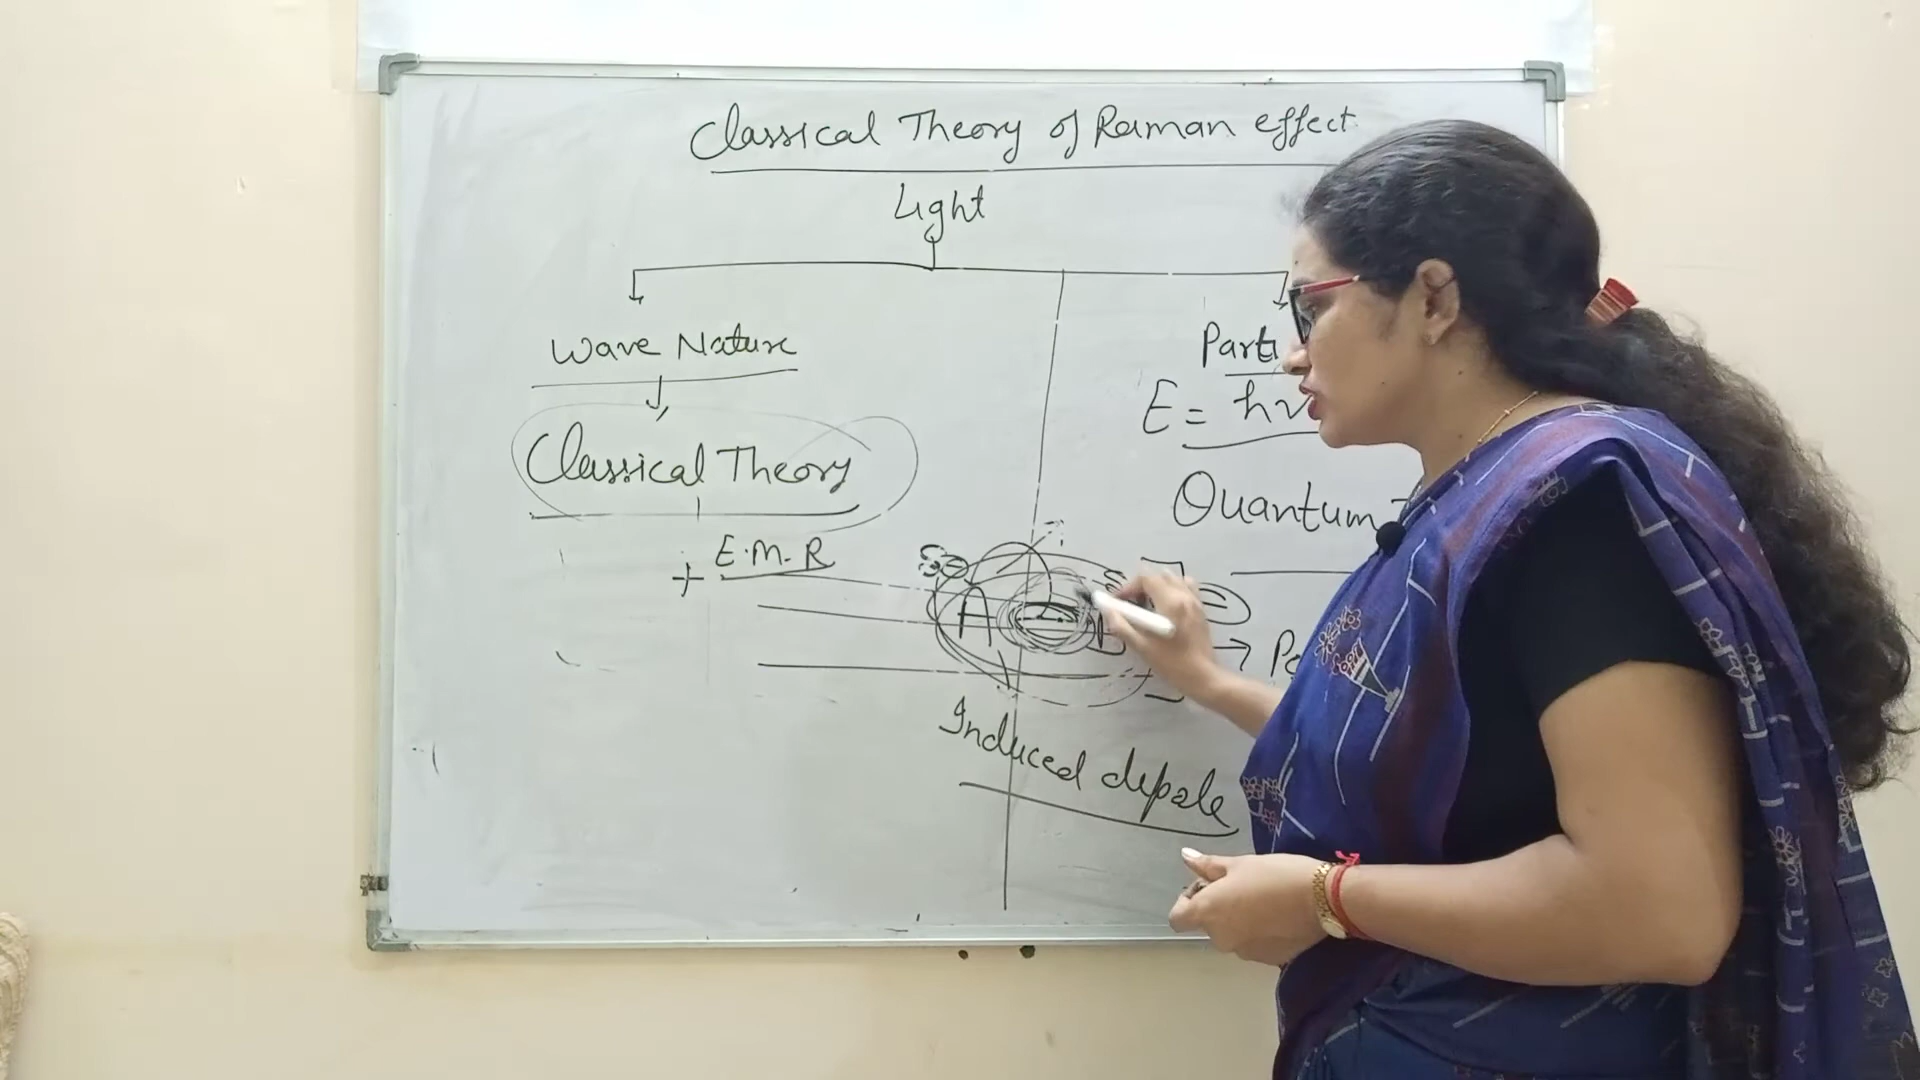 Classical Theory of Raman effect
Light
Wave Nature
Parti
E = hν
Classical Theory
Quantum
+ E.M.R
A
Induced dipole